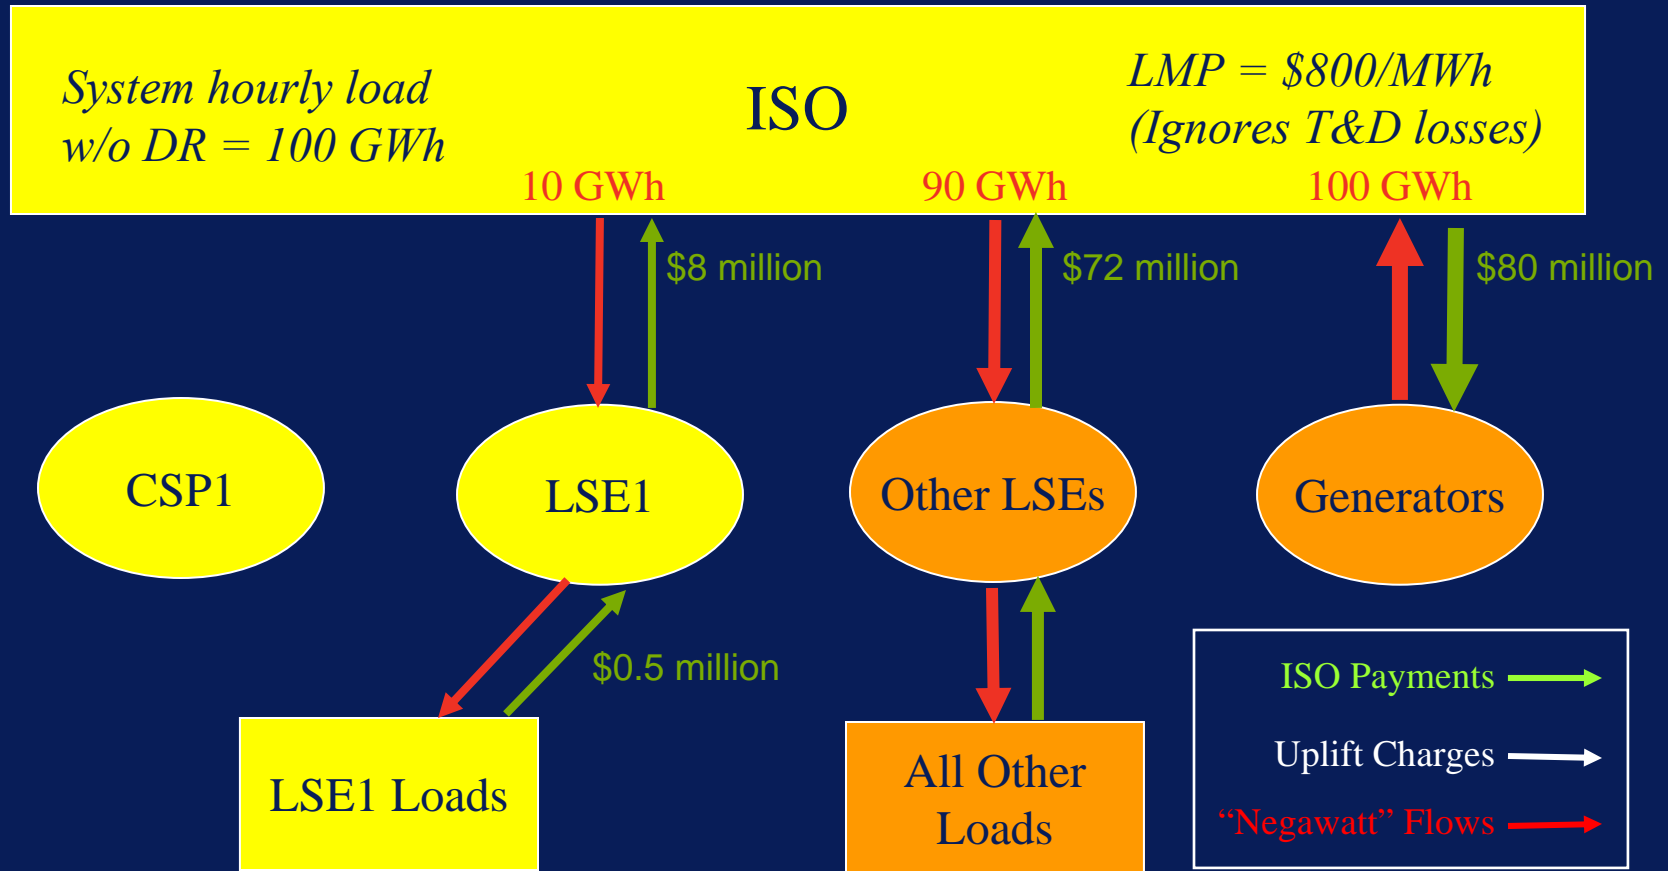 System hourly load
w/o DR = 100 GWh
ISO
LMP = $800/MWh
(Ignores T&D losses)
10 GWh
90 GWh
100 GWh
$8 million
$72 million
$80 million
CSP1
LSE1
Other LSEs
Generators
$0.5 million
LSE1 Loads
All Other
Loads
ISO Payments
Uplift Charges
“Negawatt” Flows